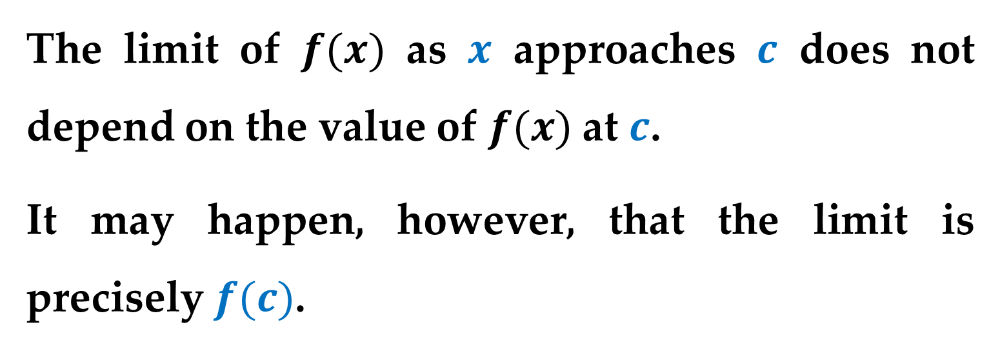 The limit of f(x) as x approaches c does not
depend on the value of f(x) at c.
It may happen, however, that the limit is
precisely f(c).